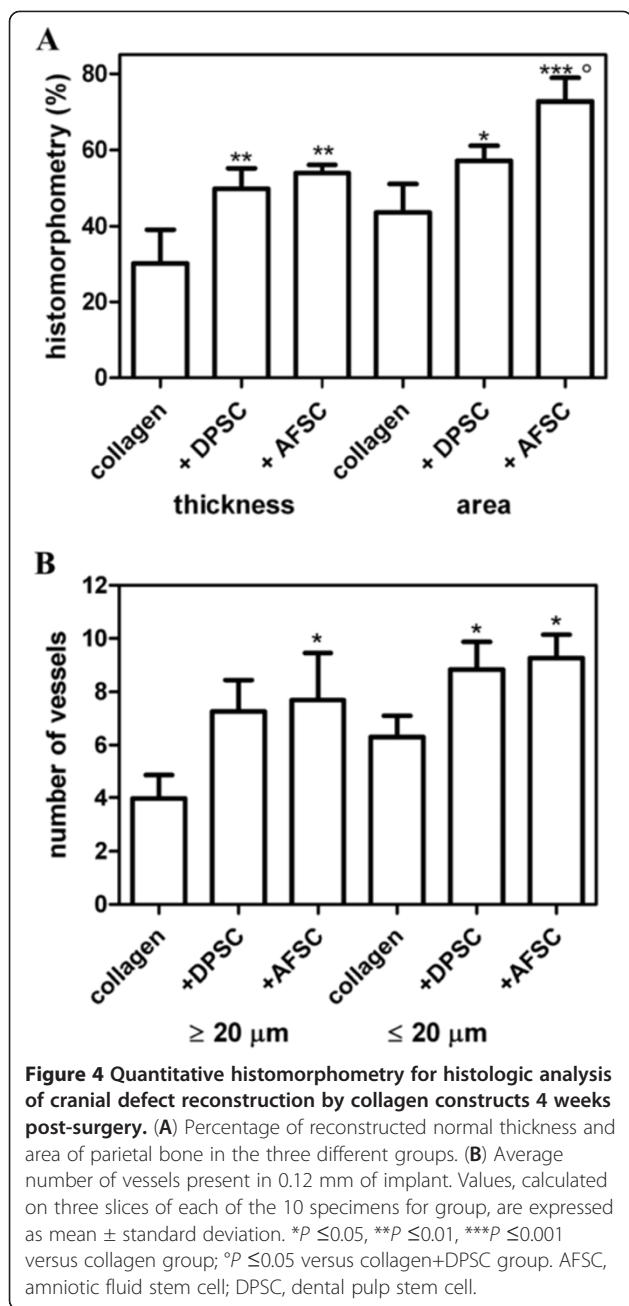 A
histomorphometry (%)
80
60
40
20
0
** ** * *** °
collagen + DPSC + AFSC collagen + DPSC + AFSC
thickness area
B
number of vessels
12
10
8
6
4
2
0
* * *
collagen +DPSC +AFSC collagen +DPSC +AFSC
≥ 20 μm ≤ 20 μm
Figure 4 Quantitative histomorphometry for histologic analysis
of cranial defect reconstruction by collagen constructs 4 weeks
post-surgery. (A) Percentage of reconstructed normal thickness and
area of parietal bone in the three different groups. (B) Average
number of vessels present in 0.12 mm of implant. Values, calculated
on three slices of each of the 10 specimens for group, are expressed
as mean ± standard deviation. *P ≤0.05, **P ≤0.01, ***P ≤0.001
versus collagen group; °P ≤0.05 versus collagen+DPSC group. AFSC,
amniotic fluid stem cell; DPSC, dental pulp stem cell.